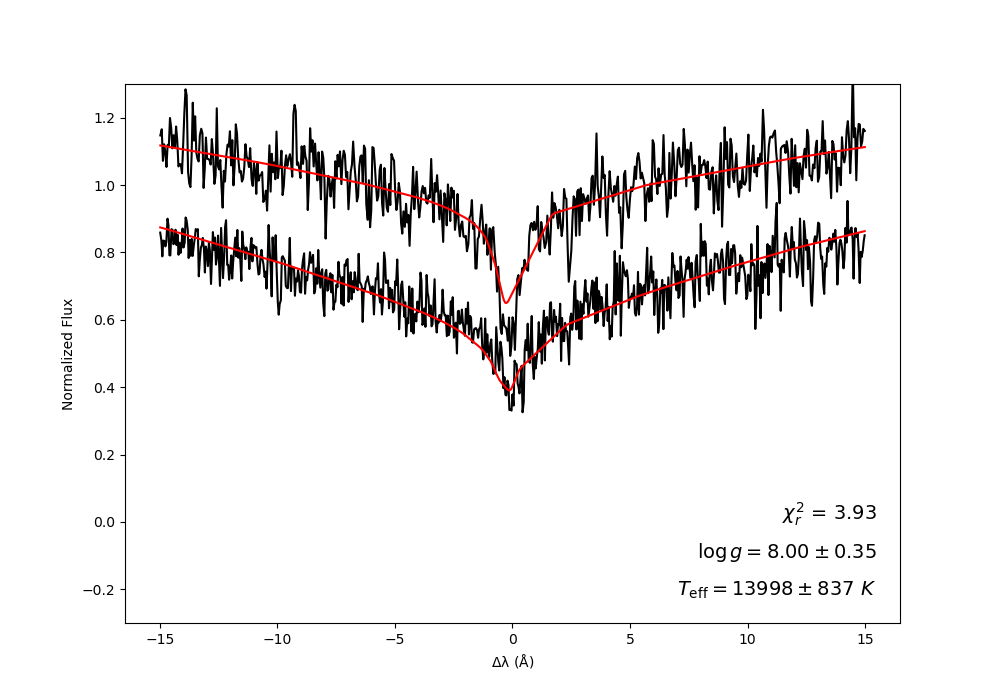 1.2
1.0
0.8
0.6
0.4
0.2
0.0
−0.2
Normalized Flux
χ²ᵣ = 3.93
log g = 8.00 ± 0.35
T_eff = 13998 ± 837 K
−15 −10 −5 0 5 10 15
Δλ (Å)